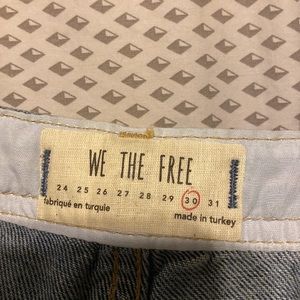 WE THE FREE
24 25 26 27 28 29 30 31
fabriqué en turquie made in turkey